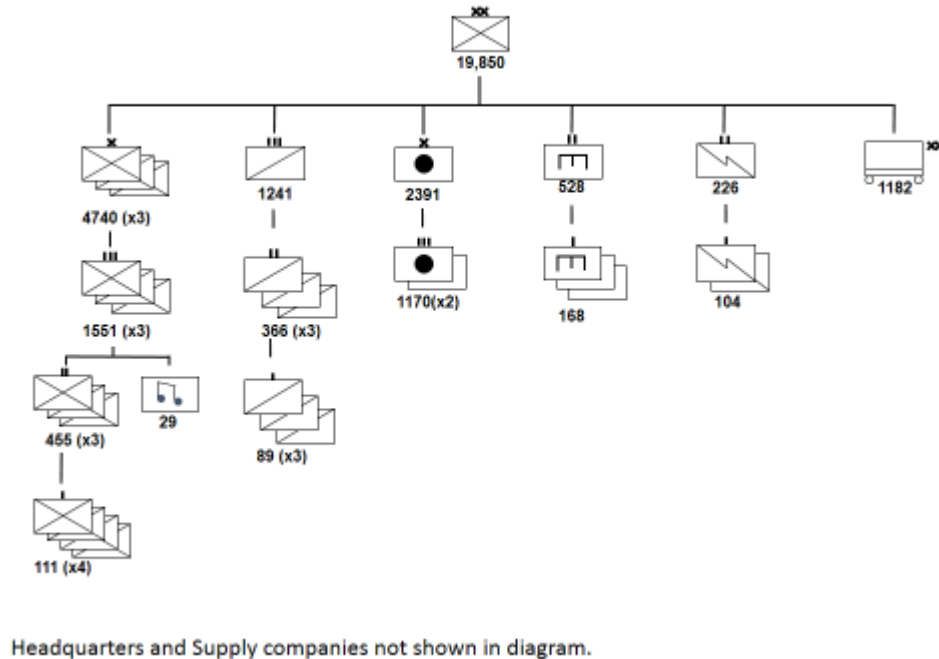 19,850
4740 (x3)
1241
2391
528
226
1182
1551 (x3)
366 (x3)
1170(x2)
168
104
455 (x3)
29
89 (x3)
111 (x4)
Headquarters and Supply companies not shown in diagram.